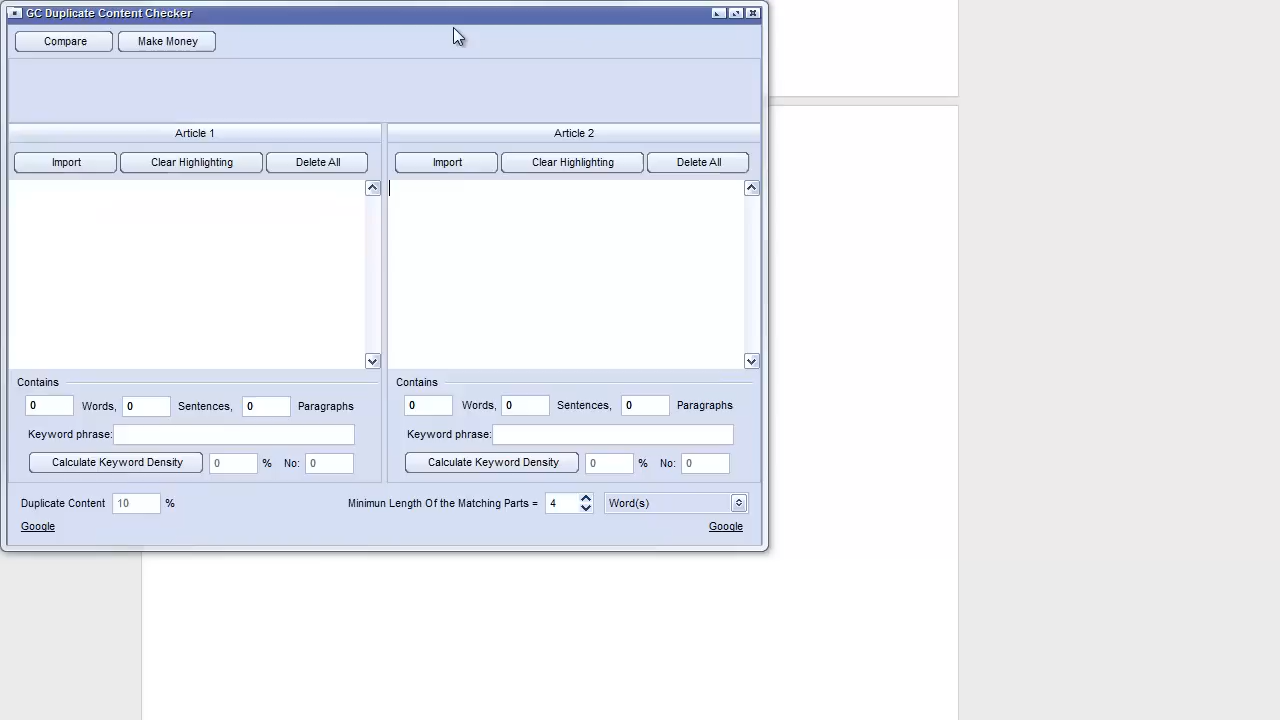 GC Duplicate Content Checker
Compare Make Money
Article 1 Article 2
Import Clear Highlighting Delete All Import Clear Highlighting Delete All
Contains Contains
0 Words, 0 Sentences, 0 Paragraphs 0 Words, 0 Sentences, 0 Paragraphs
Keyword phrase: Keyword phrase:
Calculate Keyword Density 0 % No: 0 Calculate Keyword Density 0 % No: 0
Duplicate Content 10 % Minimun Length Of the Matching Parts = 4 Word(s)
Google Google